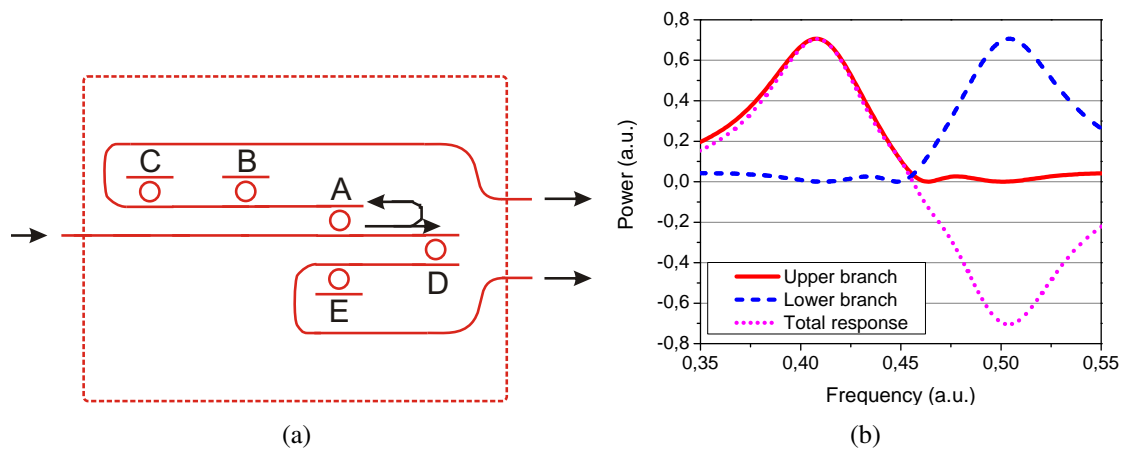 C B
A
D
E
(a)
0,8
0,6
0,4
0,2
0,0
-0,2
-0,4
-0,6
-0,8
Power (a.u.)
Upper branch
Lower branch
Total response
0,35 0,40 0,45 0,50 0,55
Frequency (a.u.)
(b)